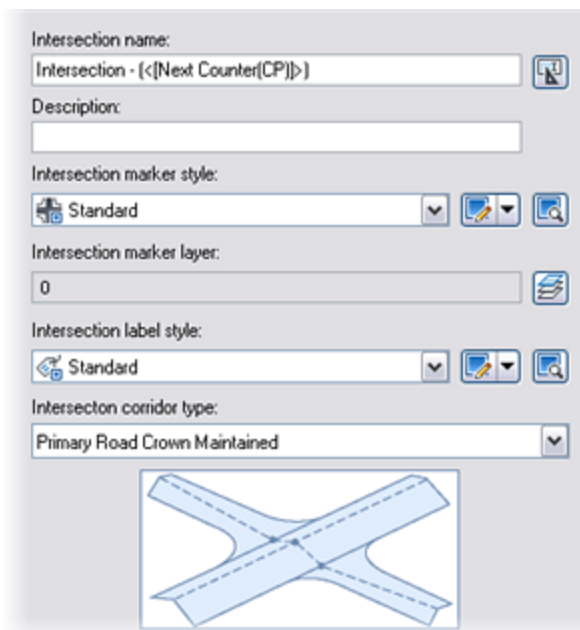 Intersection name:
Intersection - (<[Next Counter(CP)]>)
Description:
Intersection marker style:
Standard
Intersection marker layer:
0
Intersection label style:
Standard
Intersecton corridor type:
Primary Road Crown Maintained